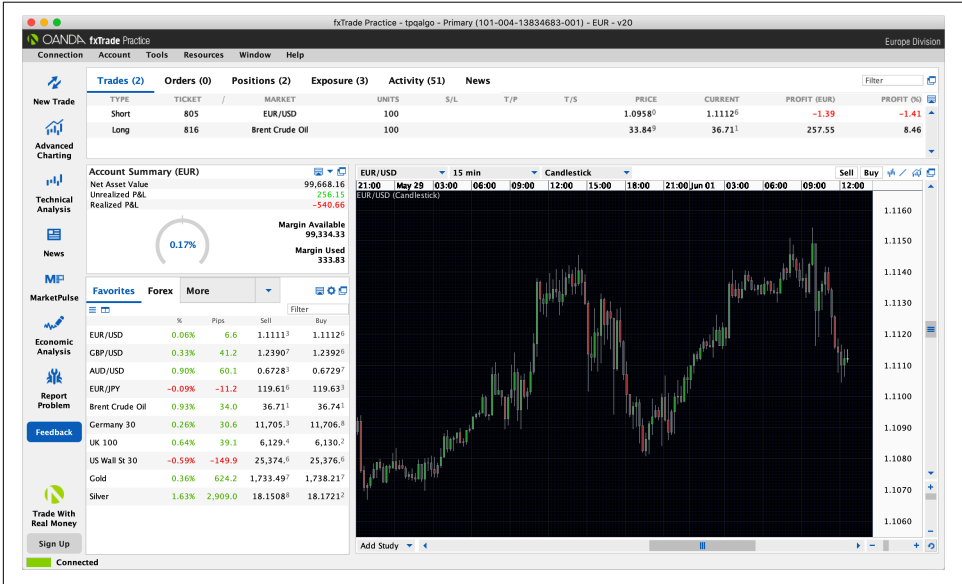 fxTrade Practice - tpqalgo - Primary (101-004-13834683-001) - EUR - v20
OANDA fxTrade Practice Europe Division
Connection Account Tools Resources Window Help
New Trade
Advanced
Charting
Technical
Analysis
News
MP
MarketPulse
Economic
Analysis
Report
Problem
Feedback
Trade With
Real Money
Sign Up
Connected
Trades (2) Orders (0) Positions (2) Exposure (3) Activity (51) News Filter
TYPE TICKET / MARKET UNITS S/L T/P T/S PRICE CURRENT PROFIT (EUR) PROFIT (%)
Short 805 EUR/USD 100 1.0958⁰ 1.1112⁶ -1.39 -1.41
Long 816 Brent Crude Oil 100 33.84⁹ 36.71¹ 257.55 8.46
Account Summary (EUR)
Net Asset Value 99,668.16
Unrealized P&L 256.15
Realized P&L -540.66
0.17%
Margin Available
99,334.33
Margin Used
333.83
Favorites Forex More
Filter
% Pips Sell Buy
EUR/USD 0.06% 6.6 1.1111³ 1.1112⁶
GBP/USD 0.33% 41.2 1.2390⁷ 1.2392⁶
AUD/USD 0.90% 60.1 0.6728³ 0.6729⁷
EUR/JPY -0.09% -11.2 119.61⁶ 119.63³
Brent Crude Oil 0.93% 34.0 36.71¹ 36.74¹
Germany 30 0.26% 30.6 11,705.³ 11,706.⁸
UK 100 0.64% 39.1 6,129.⁴ 6,130.²
US Wall St 30 -0.59% -149.9 25,374.⁶ 25,376.⁶
Gold 0.36% 624.2 1,733.49⁷ 1,738.21⁷
Silver 1.63% 2,909.0 18.1508⁸ 18.1721²
EUR/USD 15 min Candlestick Sell Buy
21:00 May 29 03:00 06:00 09:00 12:00 15:00 18:00 21:00 Jun 01 03:00 06:00 09:00 12:00
EUR/USD (Candlestick)
1.1160
1.1150
1.1140
1.1130
1.1120
1.1110
1.1100
1.1090
1.1080
1.1070
1.1060
Add Study